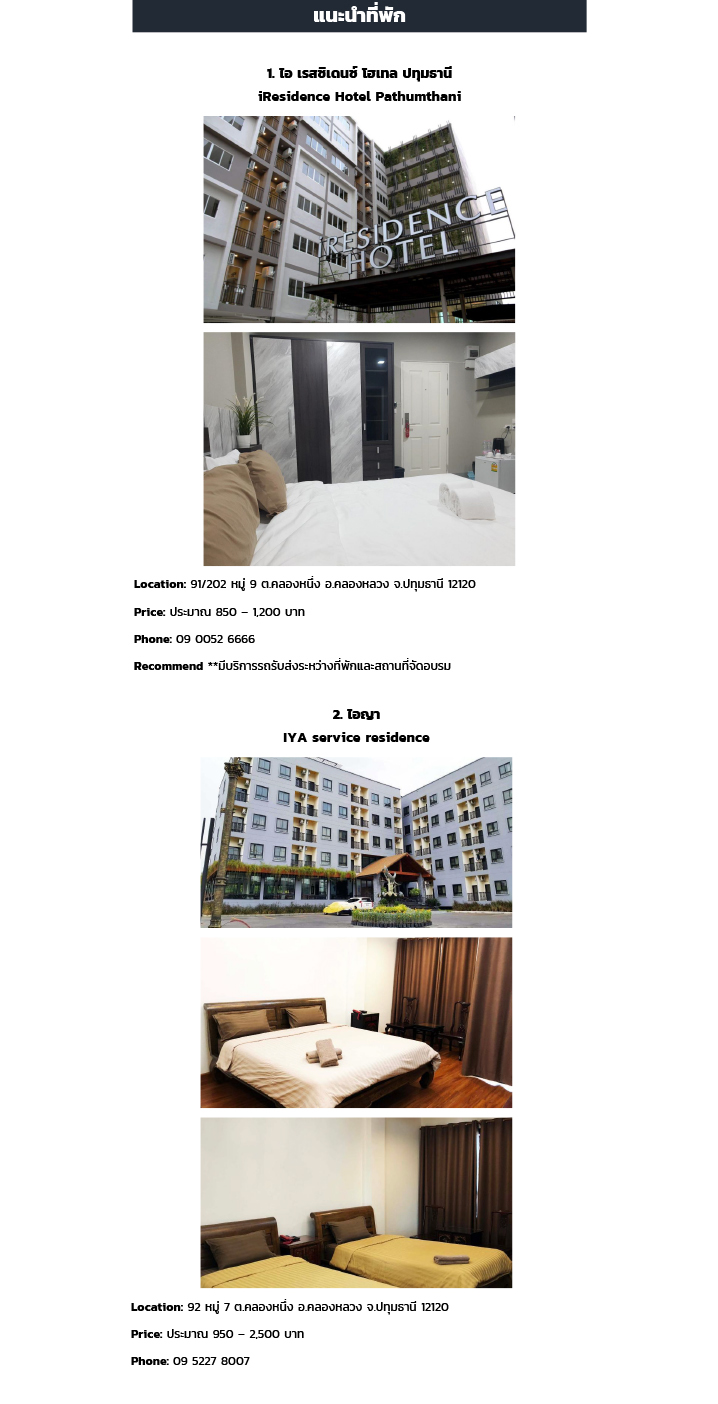 แนะนำที่พัก
1. ไอ เรสซิเดนซ์ โฮเทล ปทุมธานี
iResidence Hotel Pathumthani
iRESIDENCE
HOTEL
Location: 91/202 หมู่ 9 ต.คลองหนึ่ง อ.คลองหลวง จ.ปทุมธานี 12120
Price: ประมาณ 850 – 1,200 บาท
Phone: 09 0052 6666
Recommend **มีบริการรถรับส่งระหว่างที่พักและสถานที่จัดอบรม
2. ไอญา
IYA service residence
Location: 92 หมู่ 7 ต.คลองหนึ่ง อ.คลองหลวง จ.ปทุมธานี 12120
Price: ประมาณ 950 – 2,500 บาท
Phone: 09 5227 8007